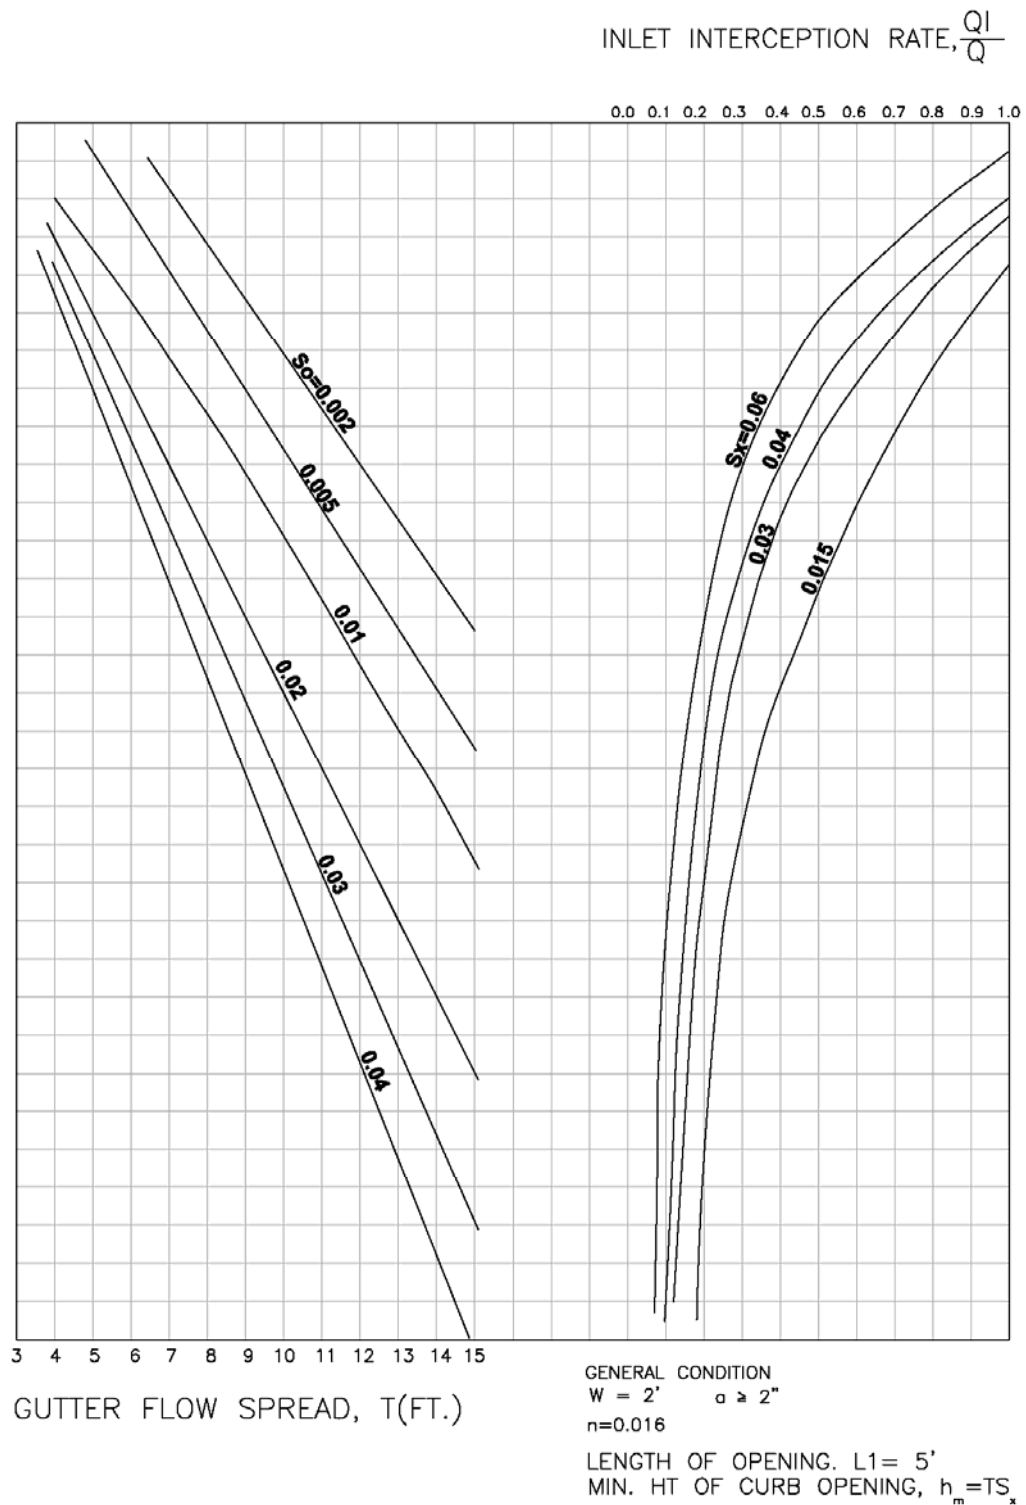 INLET INTERCEPTION RATE, QI
Q
0.0 0.1 0.2 0.3 0.4 0.5 0.6 0.7 0.8 0.9 1.0
So=0.002
0.005
0.01
0.02
0.03
0.04
Sx=0.06
0.04
0.03
0.015
3 4 5 6 7 8 9 10 11 12 13 14 15
GUTTER FLOW SPREAD, T(FT.)
GENERAL CONDITION
W = 2' a ≥ 2"
n=0.016
LENGTH OF OPENING. L1= 5'
MIN. HT OF CURB OPENING, hm=TSx